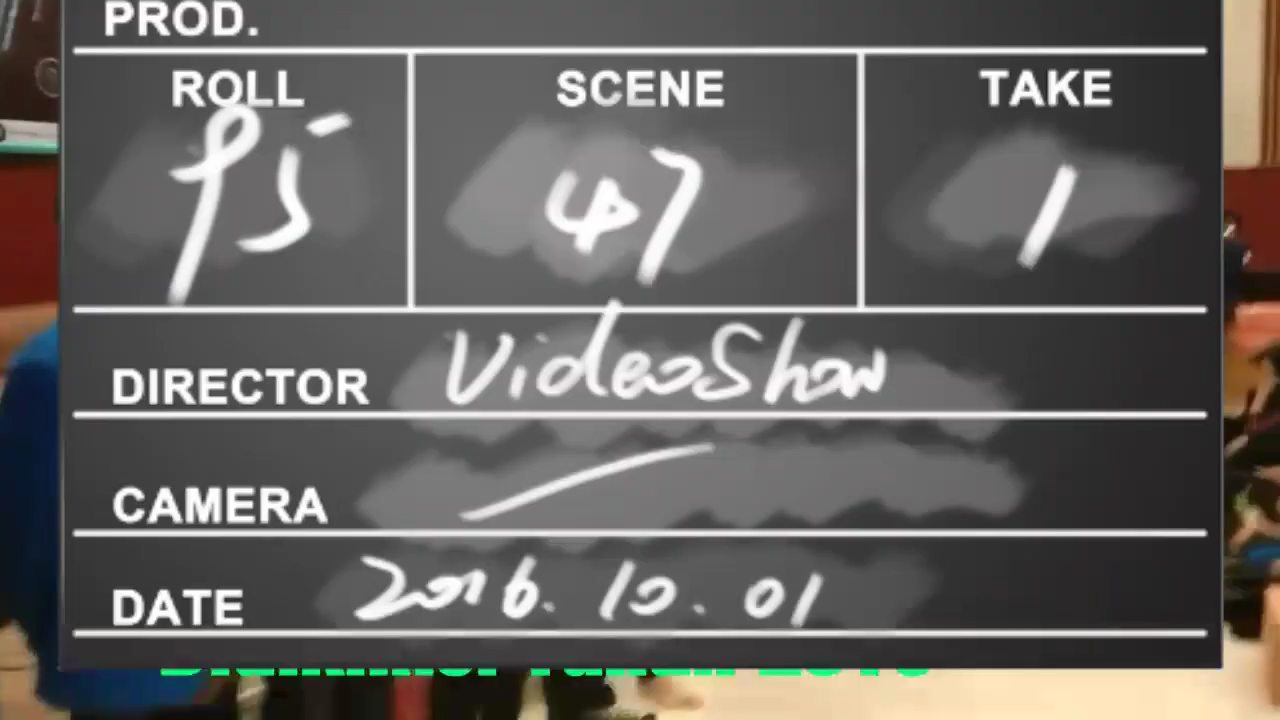 PROD.
ROLL SCENE TAKE
95 47 1
DIRECTOR VideoShow
CAMERA
DATE 2016.10.01